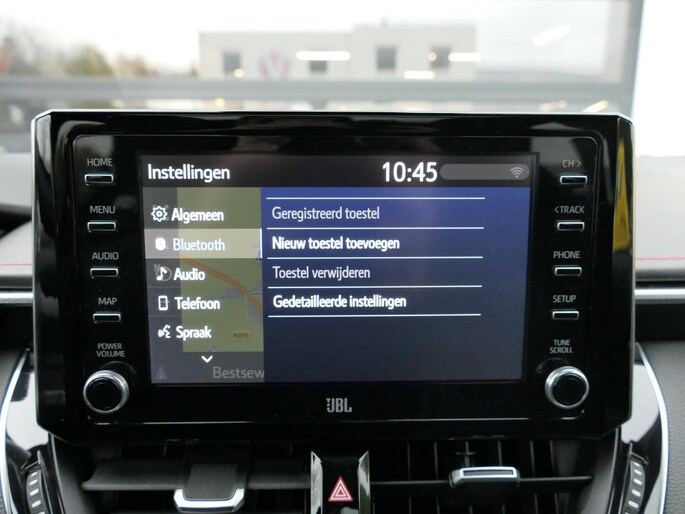 HOME
MENU
AUDIO
MAP
POWER
VOLUME
Instellingen
10:45
Algemeen
Bluetooth
Audio
Telefoon
Spraak
Geregistreerd toestel
Nieuw toestel toevoegen
Toestel verwijderen
Gedetailleerde instellingen
Bestsew
CH >
< TRACK
PHONE
SETUP
TUNE
SCROLL
JBL